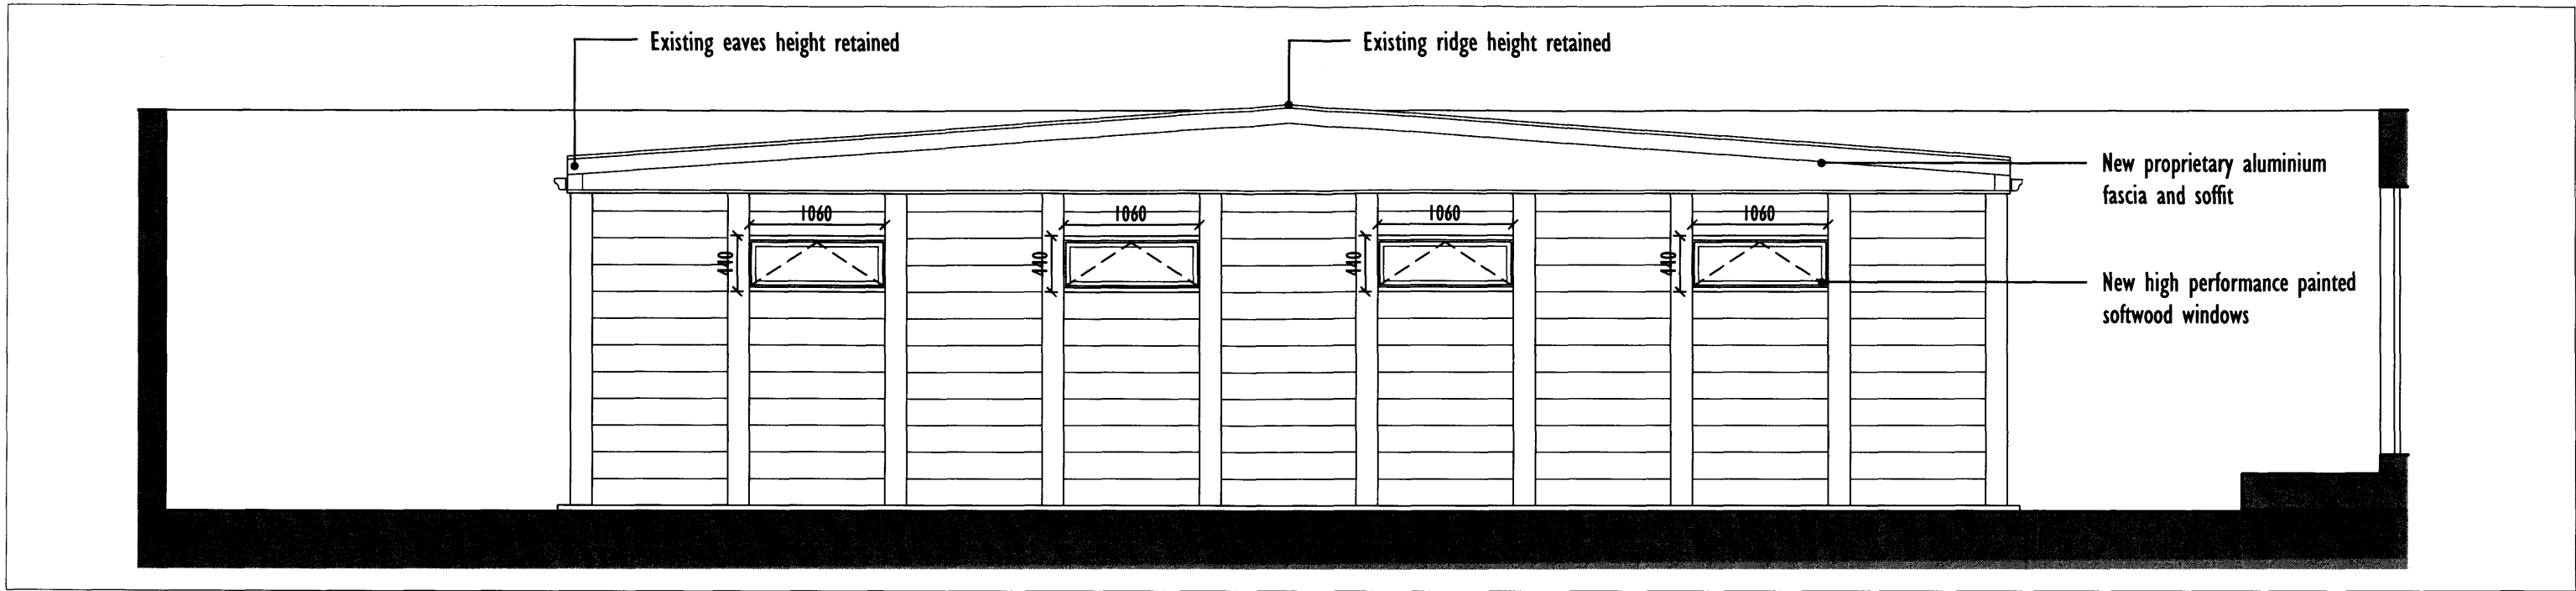 Existing eaves height retained
Existing ridge height retained
New proprietary aluminium
fascia and soffit
1060
1060
1060
1060
440
440
440
440
New high performance painted
softwood windows